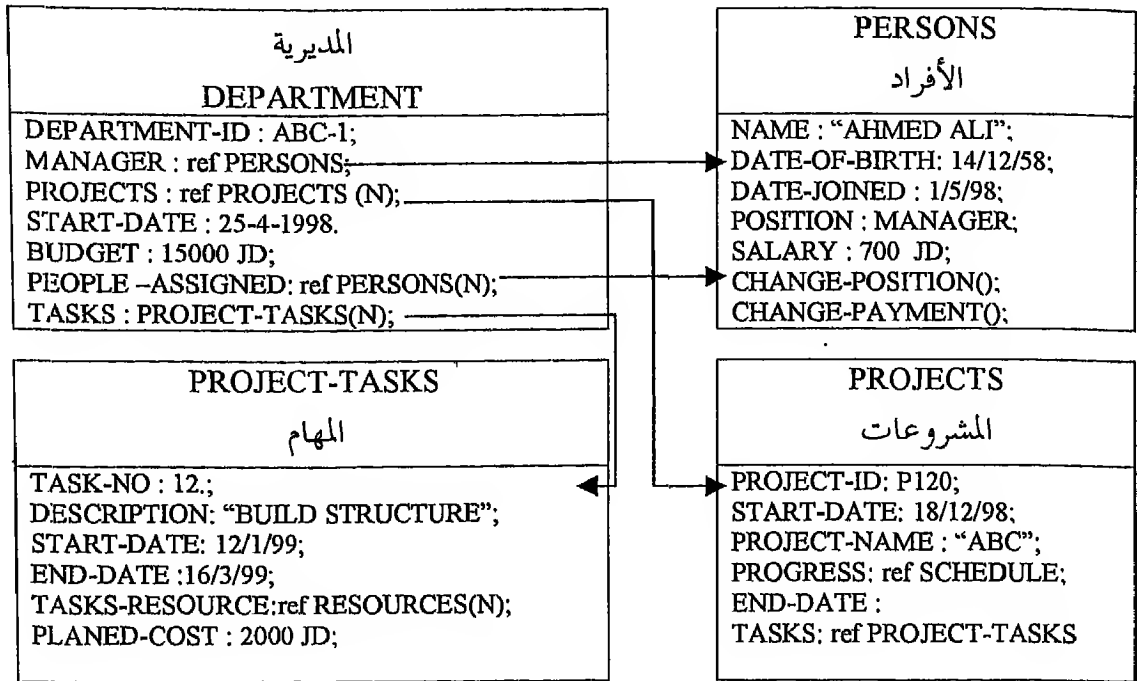 المديرية
DEPARTMENT
DEPARTMENT-ID : ABC-1;
MANAGER : ref PERSONS;
PROJECTS : ref PROJECTS (N);
START-DATE : 25-4-1998.
BUDGET : 15000 JD;
PEOPLE –ASSIGNED: ref PERSONS(N);
TASKS : PROJECT-TASKS(N);
PERSONS
الأفراد
NAME : “AHMED ALI”;
DATE-OF-BIRTH: 14/12/58;
DATE-JOINED : 1/5/98;
POSITION : MANAGER;
SALARY : 700 JD;
CHANGE-POSITION();
CHANGE-PAYMENT();
PROJECT-TASKS
المهام
TASK-NO : 12.;
DESCRIPTION: “BUILD STRUCTURE”;
START-DATE: 12/1/99;
END-DATE :16/3/99;
TASKS-RESOURCE:ref RESOURCES(N);
PLANED-COST : 2000 JD;
PROJECTS
المشروعات
PROJECT-ID: P120;
START-DATE: 18/12/98;
PROJECT-NAME : “ABC”;
PROGRESS: ref SCHEDULE;
END-DATE :
TASKS: ref PROJECT-TASKS